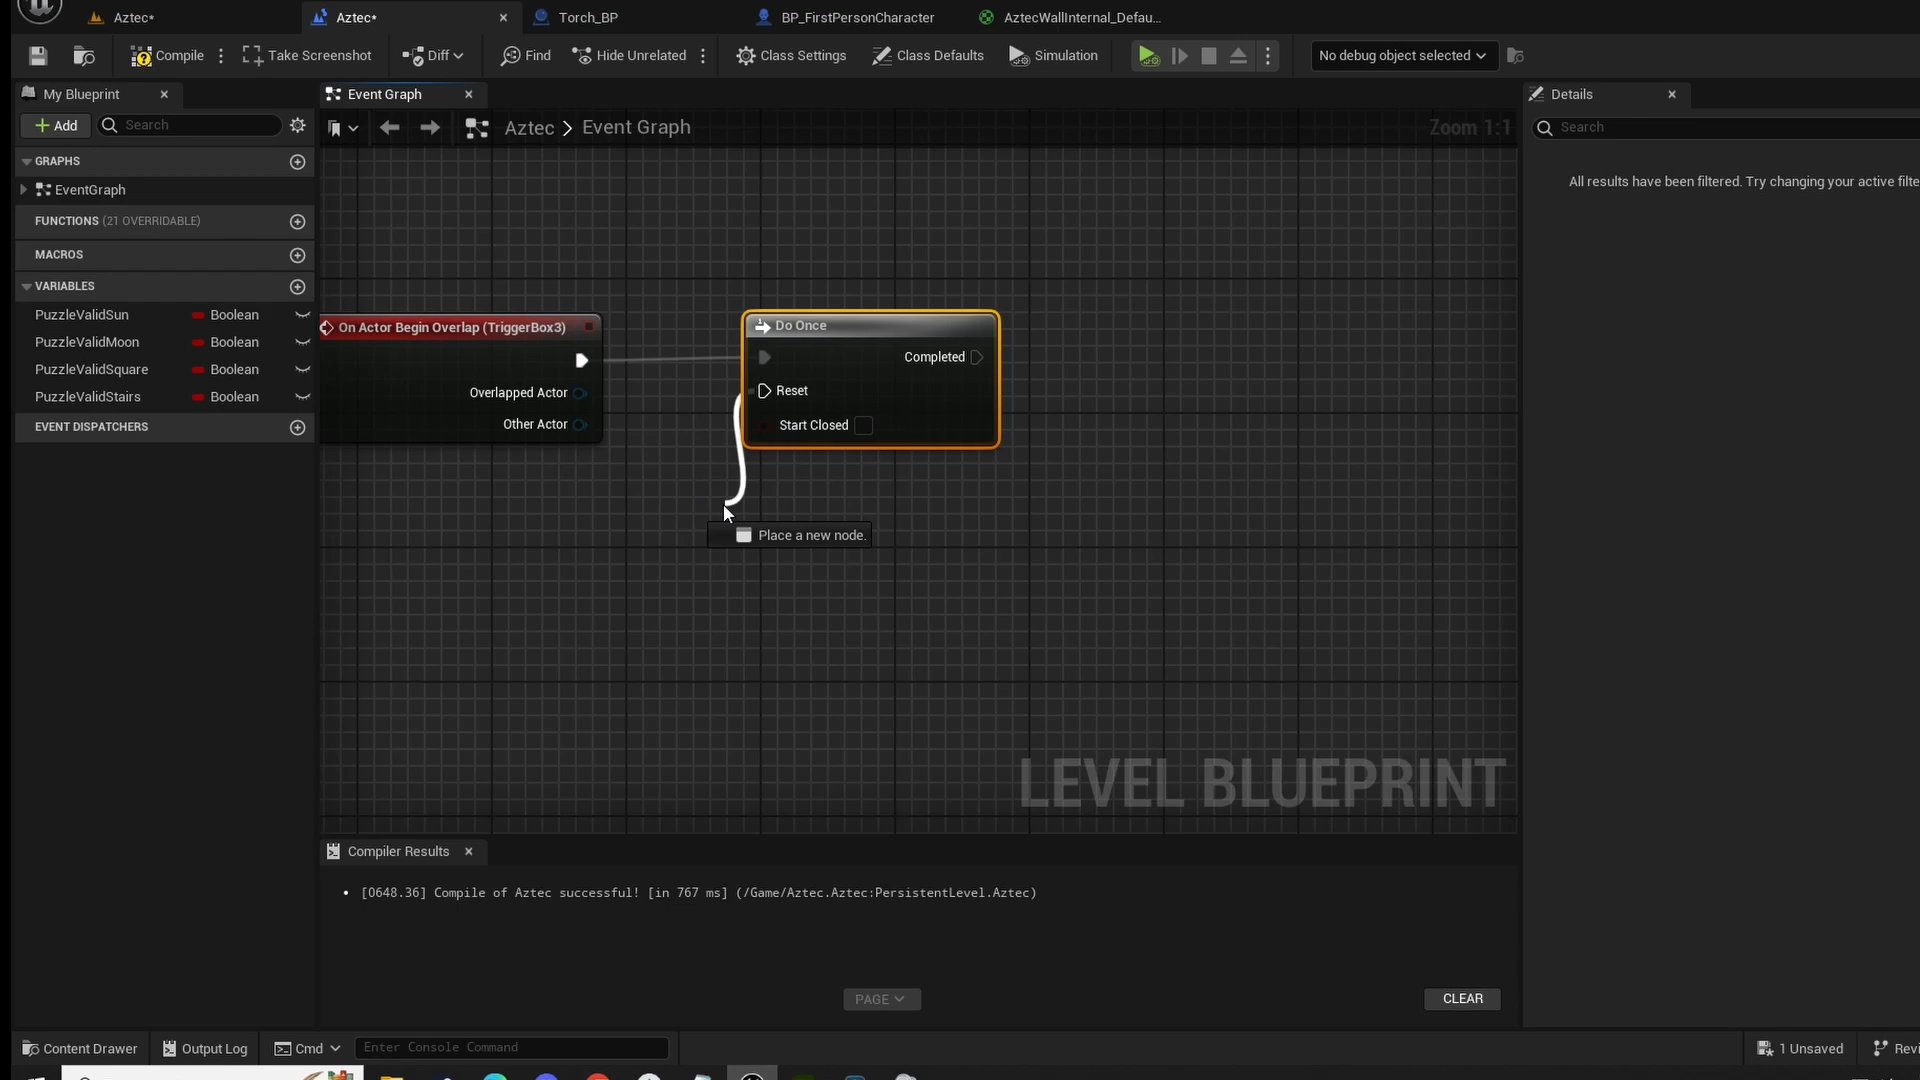 Aztec*
Aztec*
Torch_BP
BP_FirstPersonCharacter
AztecWallInternal_Defau...
Compile
Take Screenshot
Diff
Find
Hide Unrelated
Class Settings
Class Defaults
Simulation
No debug object selected
My Blueprint
Event Graph
Details
Add
Search
Aztec > Event Graph
Zoom 1:1
Search
GRAPHS
EventGraph
FUNCTIONS (21 OVERRIDABLE)
MACROS
VARIABLES
PuzzleValidSun Boolean
PuzzleValidMoon Boolean
PuzzleValidSquare Boolean
PuzzleValidStairs Boolean
EVENT DISPATCHERS
All results have been filtered. Try changing your active filte
On Actor Begin Overlap (TriggerBox3)
Overlapped Actor
Other Actor
Do Once
Completed
Reset
Start Closed
Place a new node.
LEVEL BLUEPRINT
Compiler Results
• [0648.36] Compile of Aztec successful! [in 767 ms] (/Game/Aztec.Aztec:PersistentLevel.Aztec)
PAGE
CLEAR
Content Drawer
Output Log
Cmd
Enter Console Command
1 Unsaved
Revi